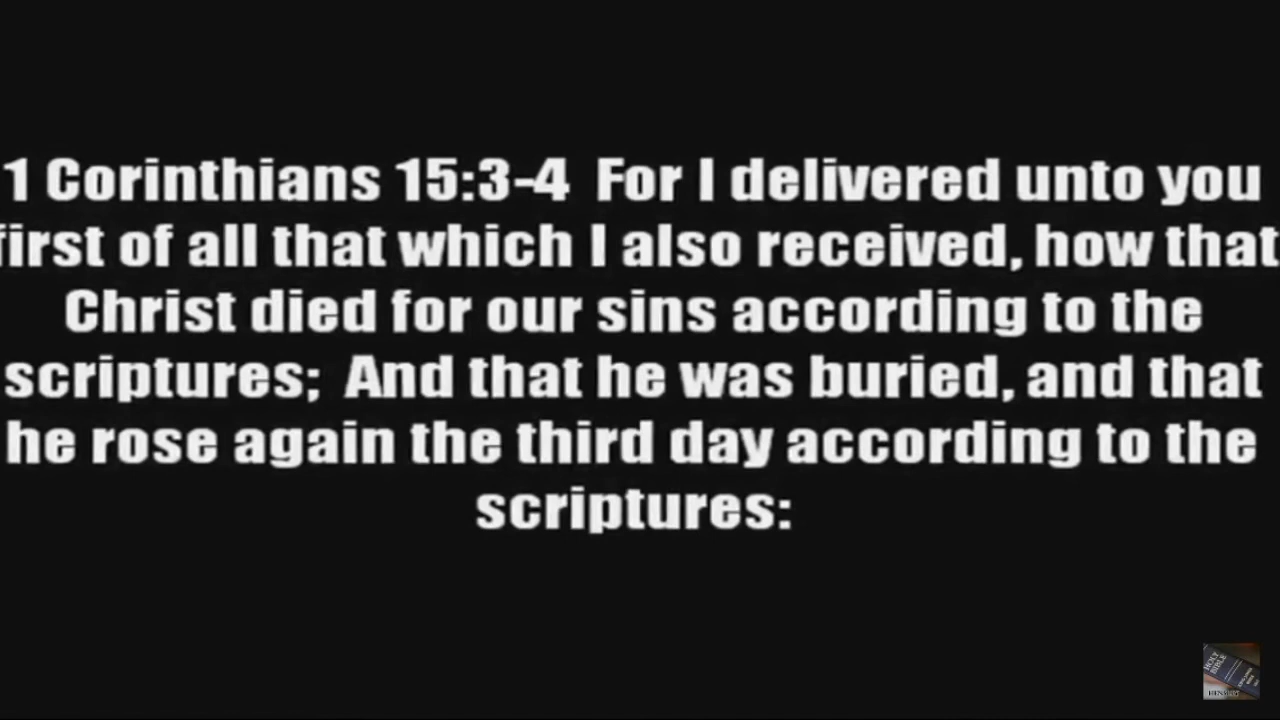 1 Corinthians 15:3-4 For I delivered unto you
first of all that which I also received, how that
Christ died for our sins according to the
scriptures; And that he was buried, and that
he rose again the third day according to the
scriptures:
HOLY BIBLE